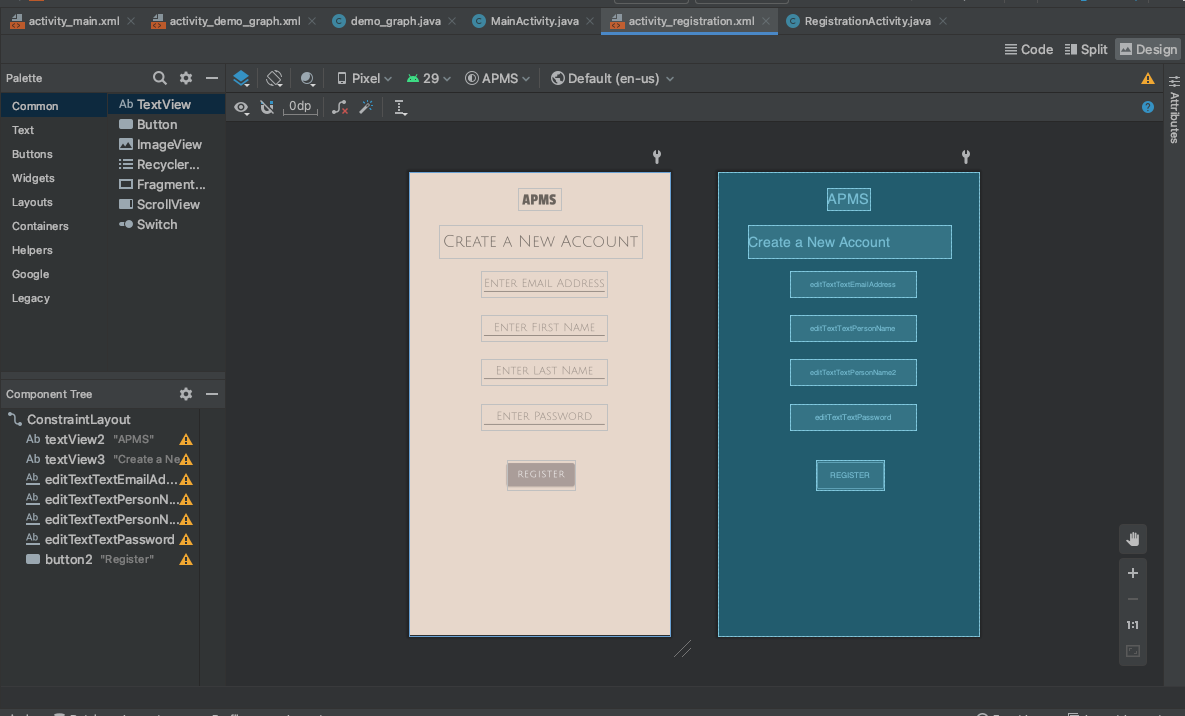 activity_main.xml activity_demo_graph.xml demo_graph.java MainActivity.java activity_registration.xml RegistrationActivity.java
Code Split Design
Palette
Pixel 29 APMS Default (en-us)
0dp
Attributes
Common
Text
Buttons
Widgets
Layouts
Containers
Helpers
Google
Legacy
Ab TextView
Button
ImageView
Recycler...
Fragment...
ScrollView
Switch
Component Tree
ConstraintLayout
Ab textView2 "APMS"
Ab textView3 "Create a Ne
Ab editTextTextEmailAd...
Ab editTextTextPersonN...
Ab editTextTextPersonN...
Ab editTextTextPassword
button2 "Register"
APMS
Create a New Account
Enter Email Address
Enter First Name
Enter Last Name
Enter Password
REGISTER
APMS
Create a New Account
editTextTextEmailAddress
editTextTextPersonName
editTextTextPersonName2
editTextTextPassword
REGISTER
1:1